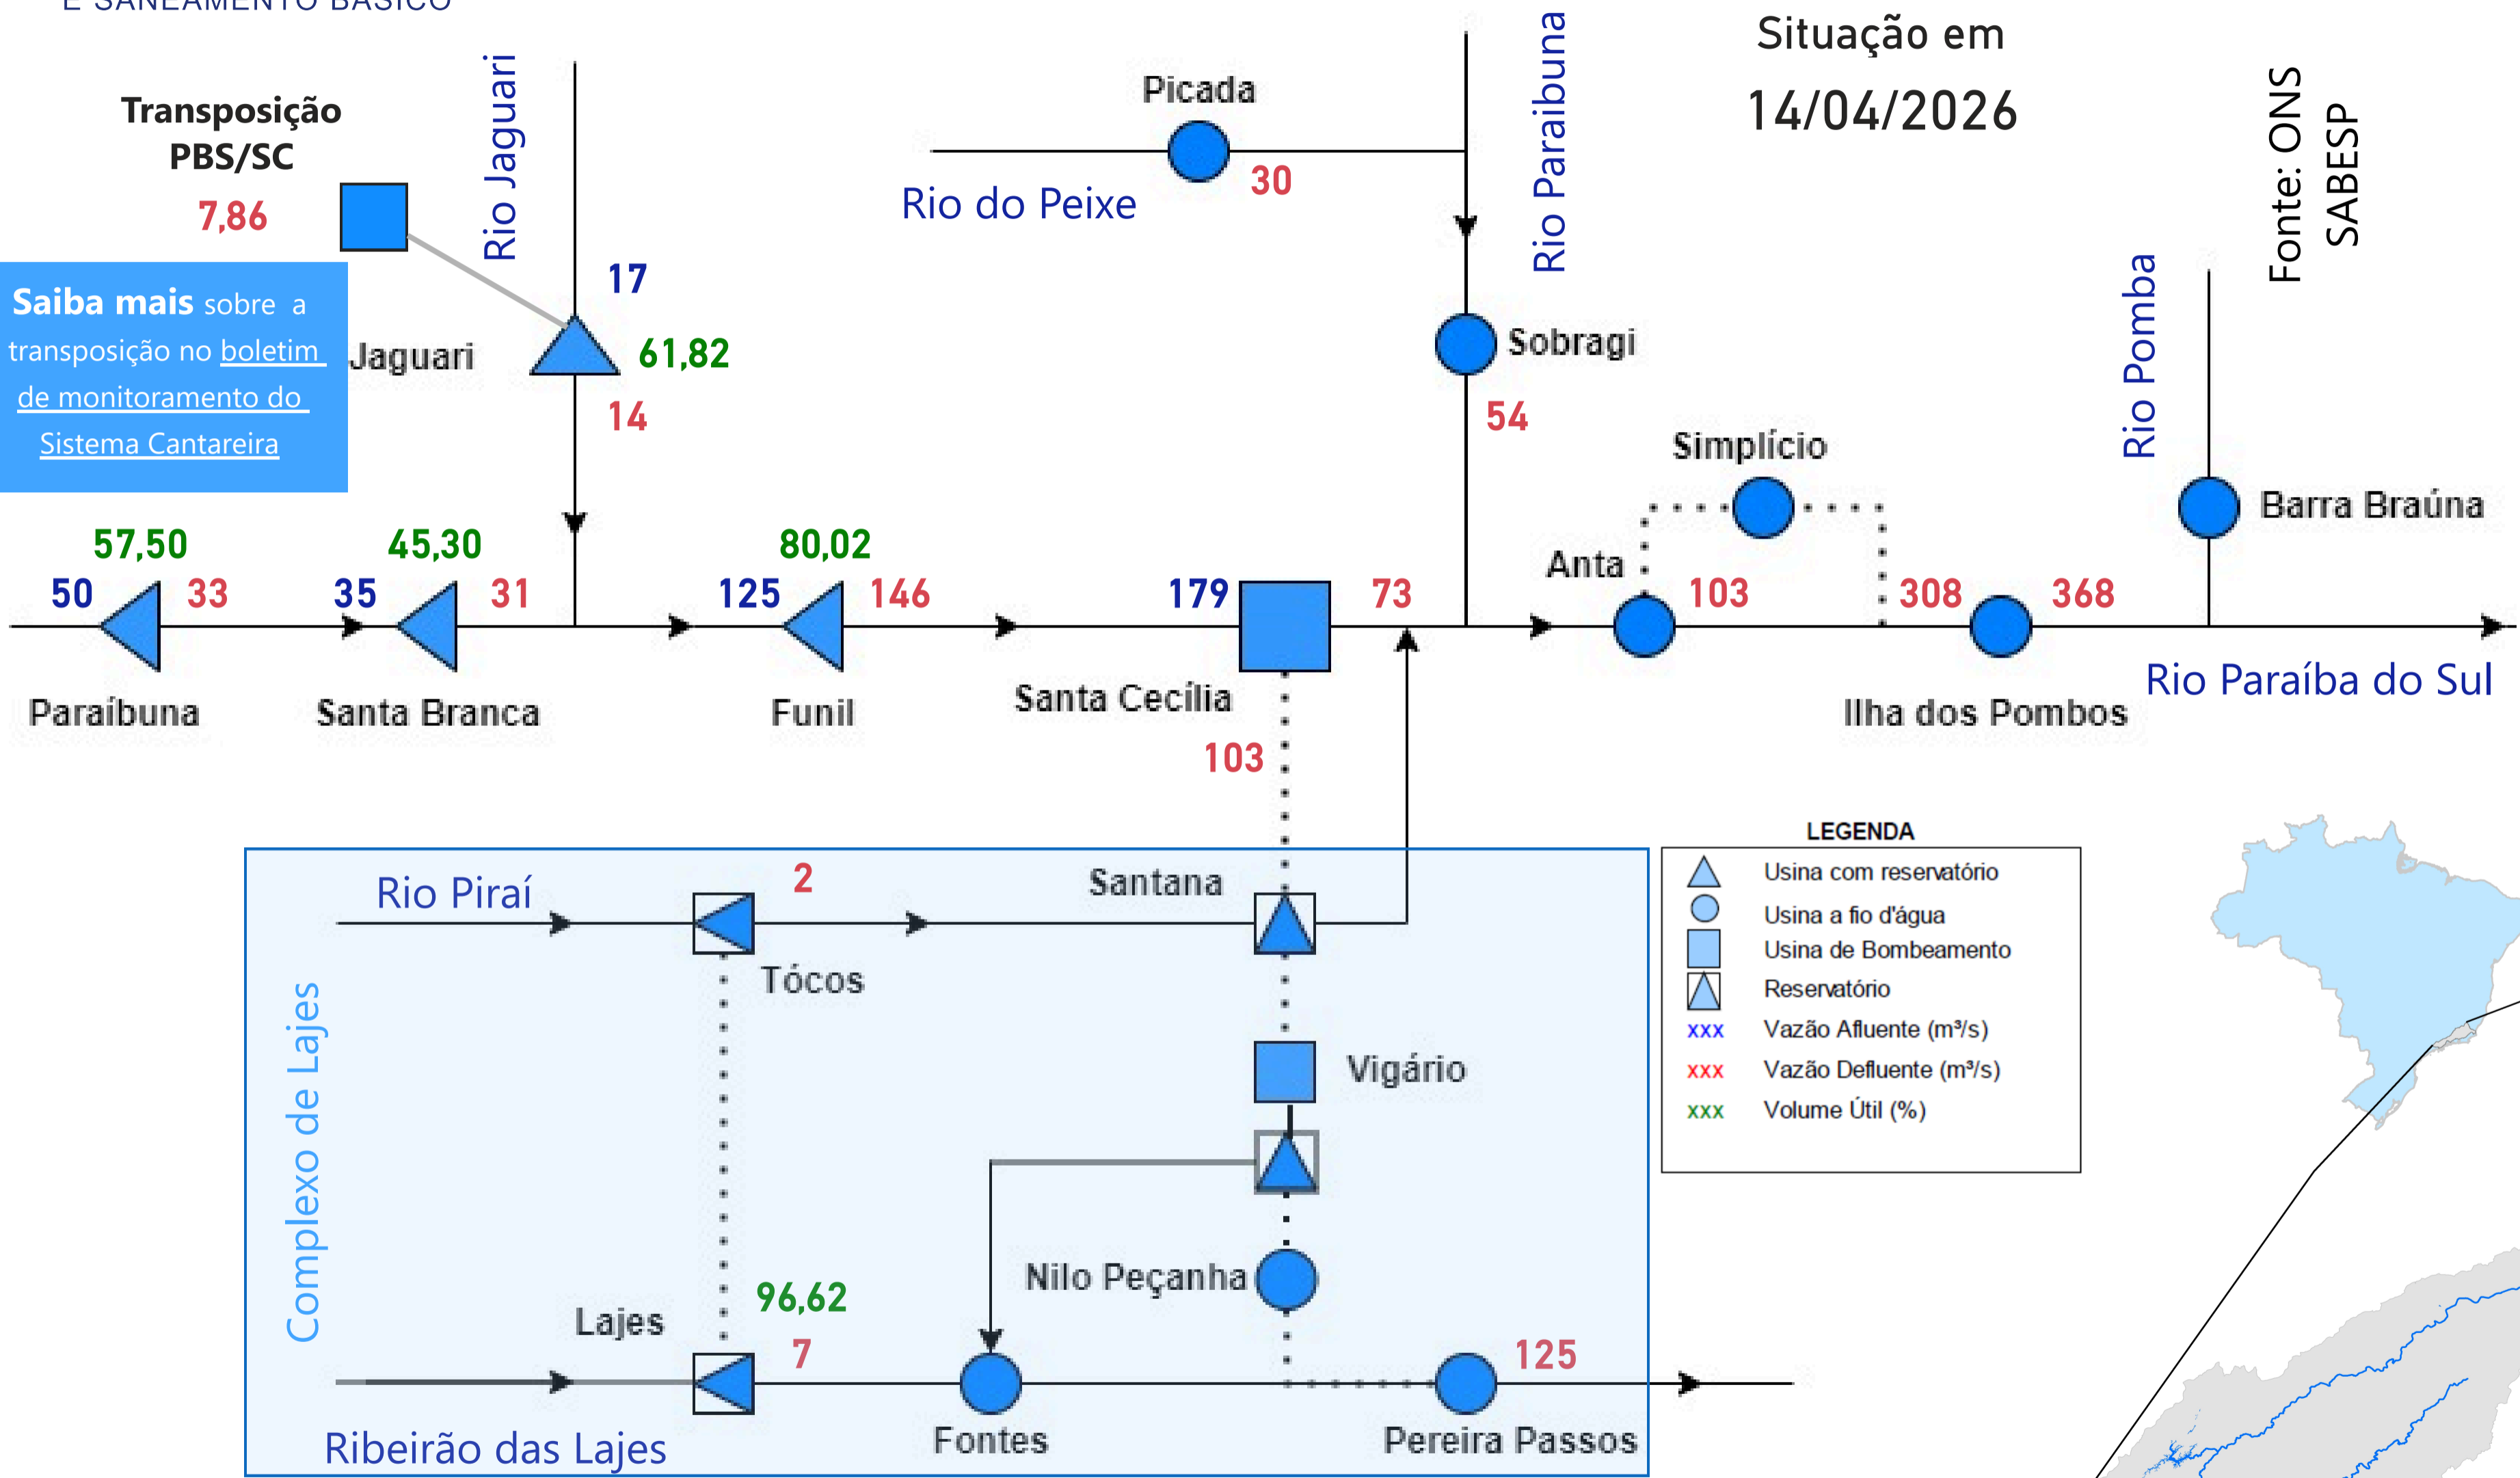 E SANEAMENTO BÁSICO
Situação em
14/04/2026
Fonte: ONS
SABESP
Transposição
PBS/SC
7,86
Rio Jaguari
Picada
30
Rio do Peixe
Rio Paraibuna
Saiba mais sobre a
transposição no boletim
de monitoramento do
Sistema Cantareira
17
Jaguari
61,82
14
Sobragi
54
Simplício
Rio Pomba
Barra Braúna
57,50
50
33
Paraíbuna
45,30
35
31
Santa Branca
80,02
125
146
Funil
179
73
Santa Cecília
103
Anta
103
308
368
Ilha dos Pombos
Rio Paraíba do Sul
Complexo de Lajes
Rio Piraí
2
Tócos
Santana
Vigário
Nilo Peçanha
Lajes
96,62
7
Ribeirão das Lajes
Fontes
125
Pereira Passos
LEGENDA
Usina com reservatório
Usina a fio d'água
Usina de Bombeamento
Reservatório
xxx Vazão Afluente (m³/s)
xxx Vazão Defluente (m³/s)
xxx Volume Útil (%)